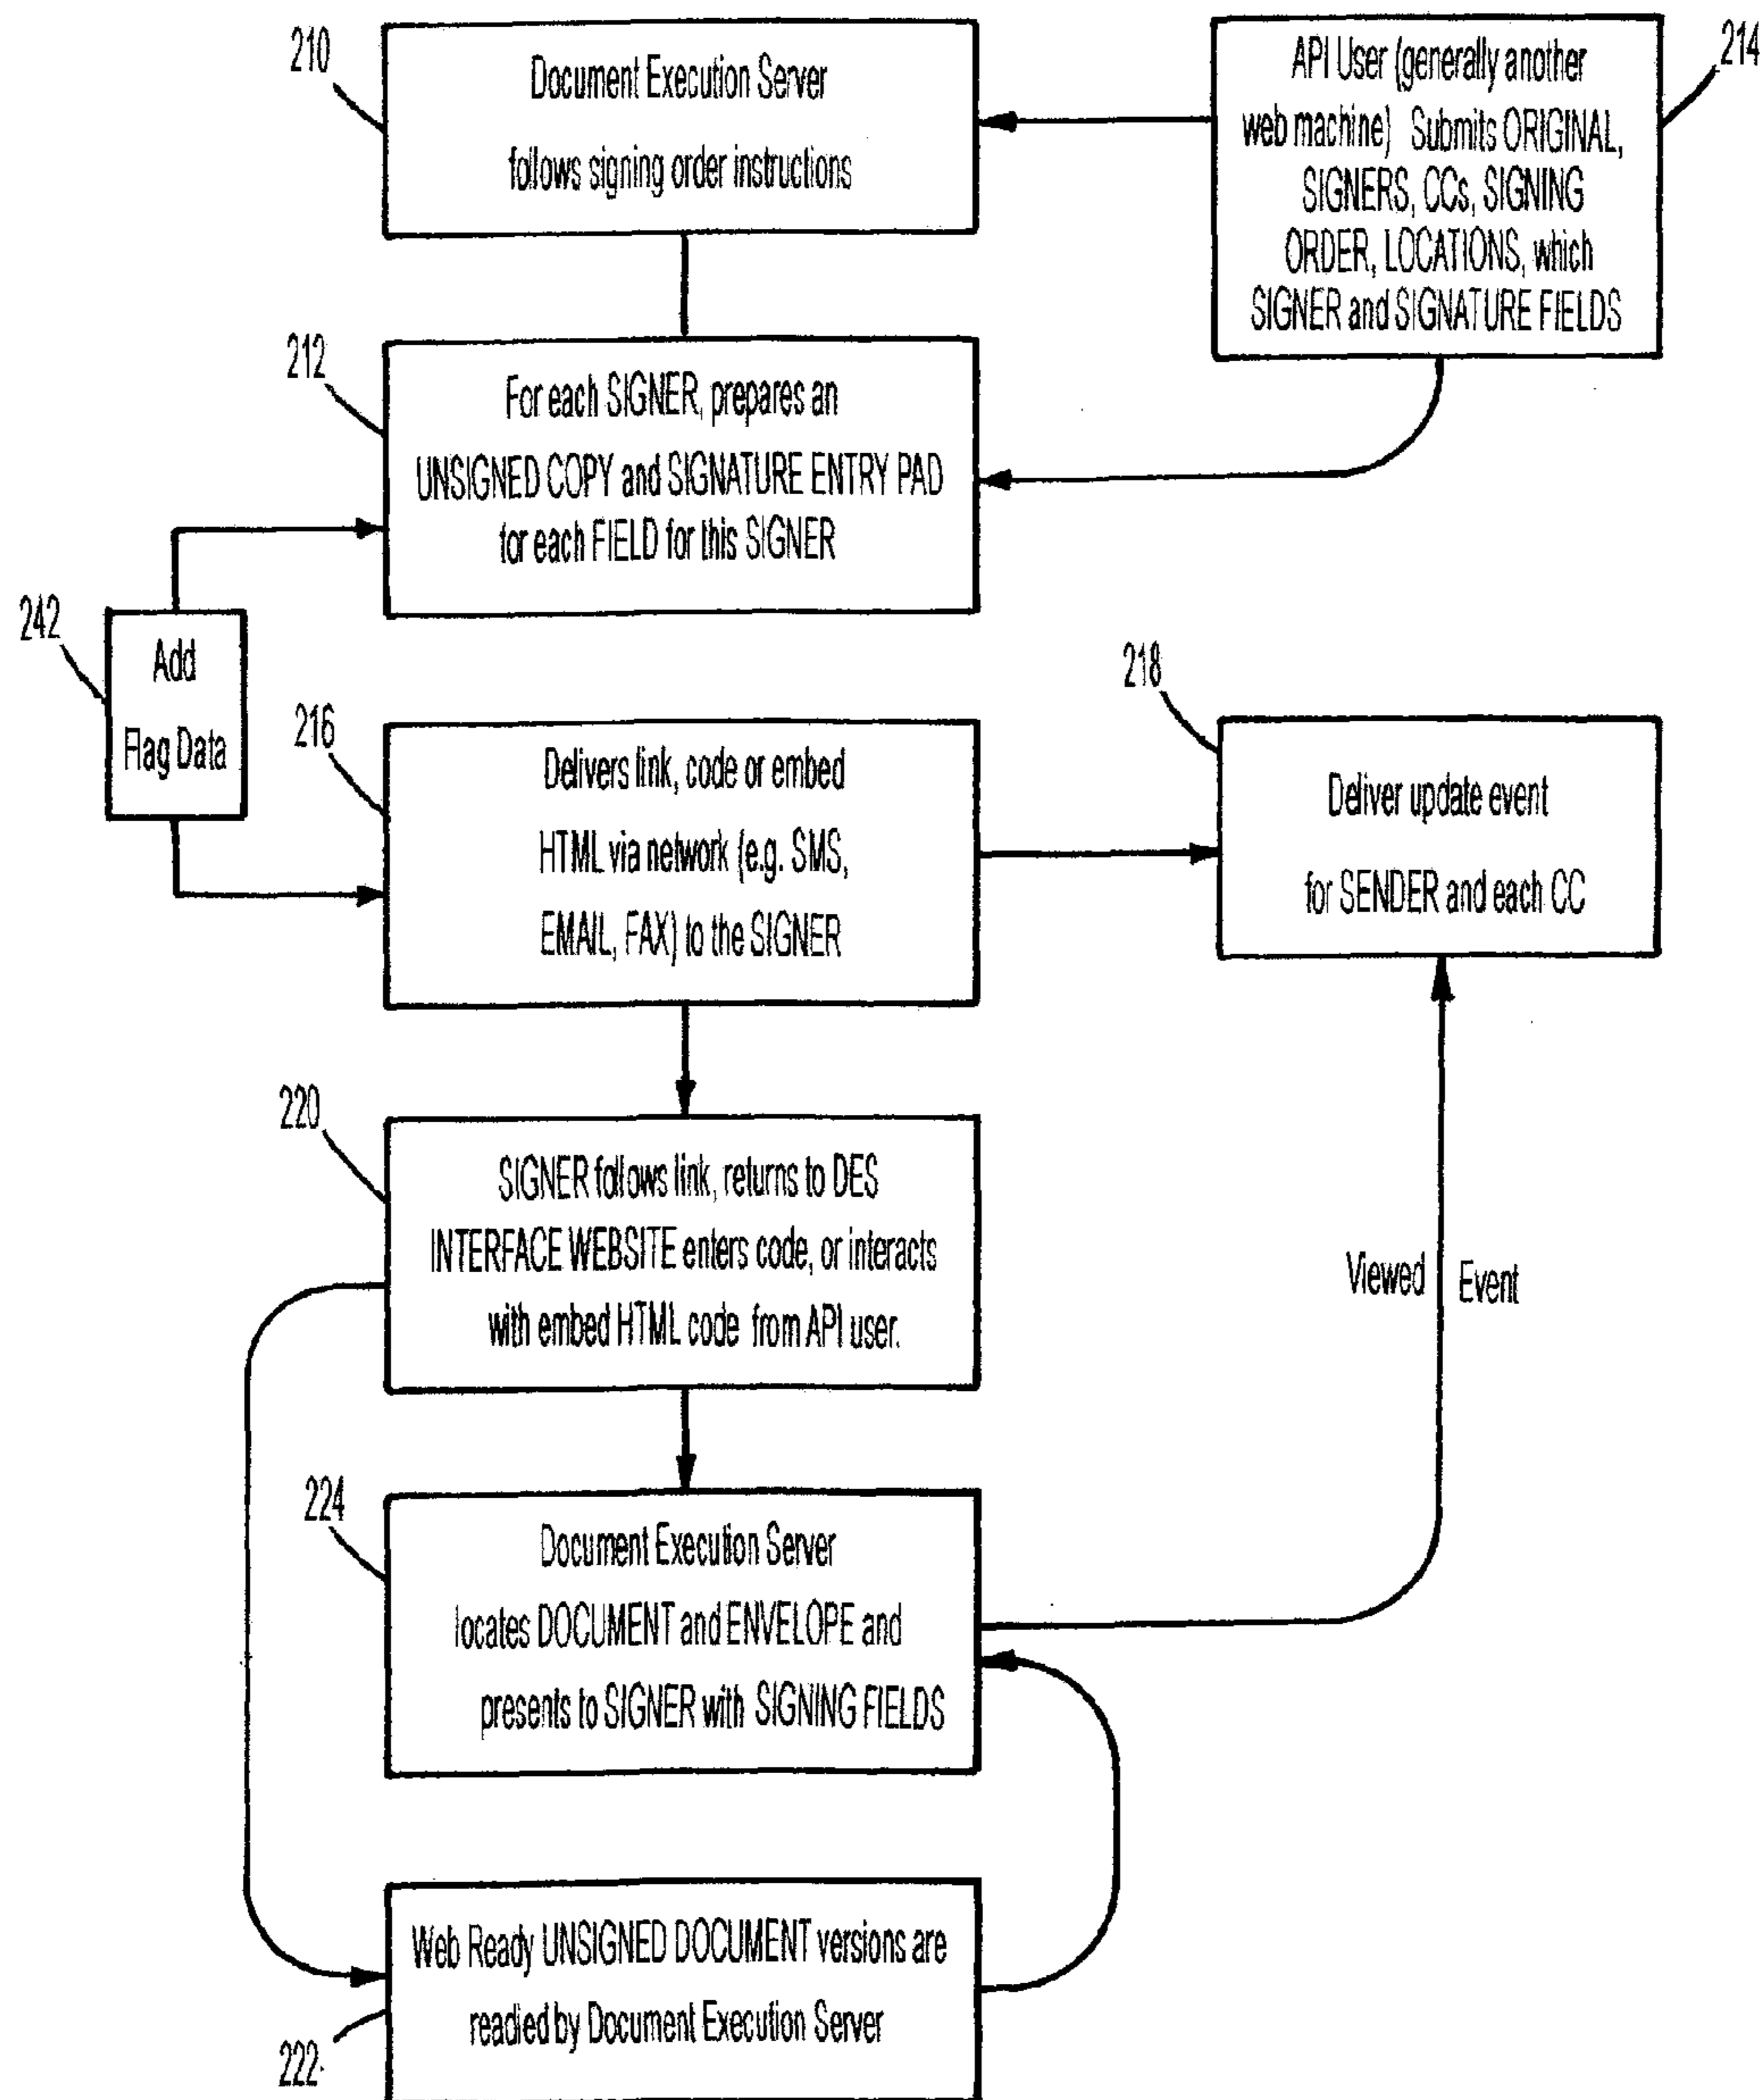 210
Document Execution Server
follows signing order instructions
214
API User (generally another
web machine) Submits ORIGINAL,
SIGNERS, CCs, SIGNING
ORDER, LOCATIONS, which
SIGNER and SIGNATURE FIELDS
212
For each SIGNER, prepares an
UNSIGNED COPY and SIGNATURE ENTRY PAD
for each FIELD for this SIGNER
242
Add
Flag Data
216
Delivers link, code or embed
HTML via network (e.g. SMS,
EMAIL, FAX) to the SIGNER
218
Deliver update event
for SENDER and each CC
220
SIGNER follows link, returns to DES
INTERFACE WEBSITE enters code, or interacts
with embed HTML code from API user.
Viewed Event
224
Document Execution Server
locates DOCUMENT and ENVELOPE and
presents to SIGNER with SIGNING FIELDS
Web Ready UNSIGNED DOCUMENT versions are
readied by Document Execution Server
222